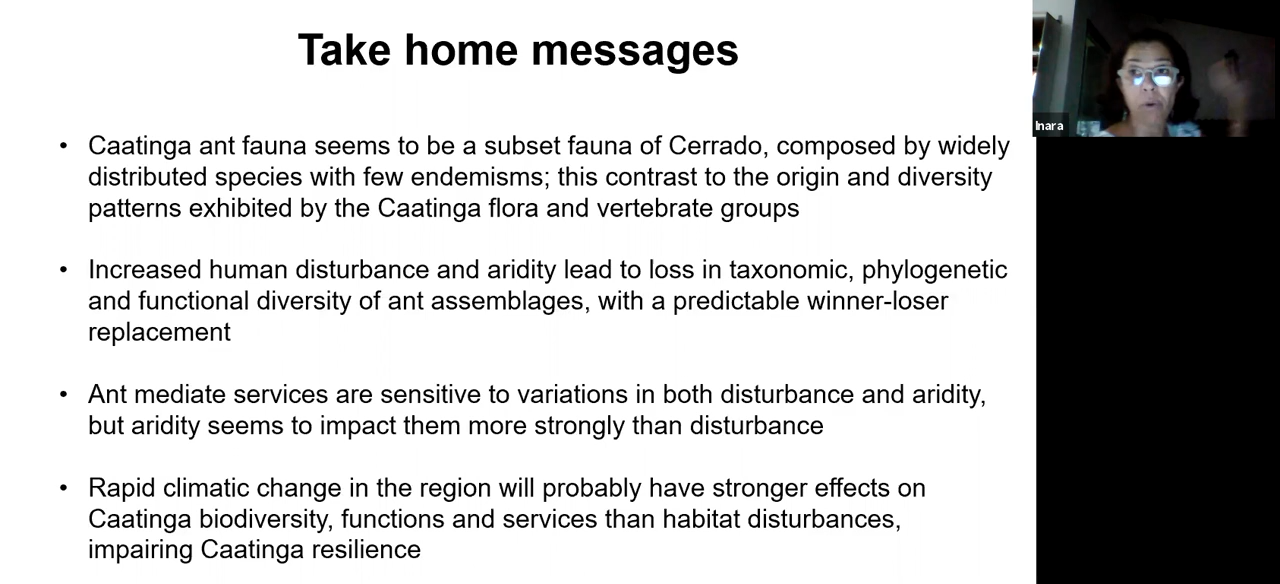 Take home messages
Inara
• Caatinga ant fauna seems to be a subset fauna of Cerrado, composed by widely
distributed species with few endemisms; this contrast to the origin and diversity
patterns exhibited by the Caatinga flora and vertebrate groups
• Increased human disturbance and aridity lead to loss in taxonomic, phylogenetic
and functional diversity of ant assemblages, with a predictable winner-loser
replacement
• Ant mediate services are sensitive to variations in both disturbance and aridity,
but aridity seems to impact them more strongly than disturbance
• Rapid climatic change in the region will probably have stronger effects on
Caatinga biodiversity, functions and services than habitat disturbances,
impairing Caatinga resilience